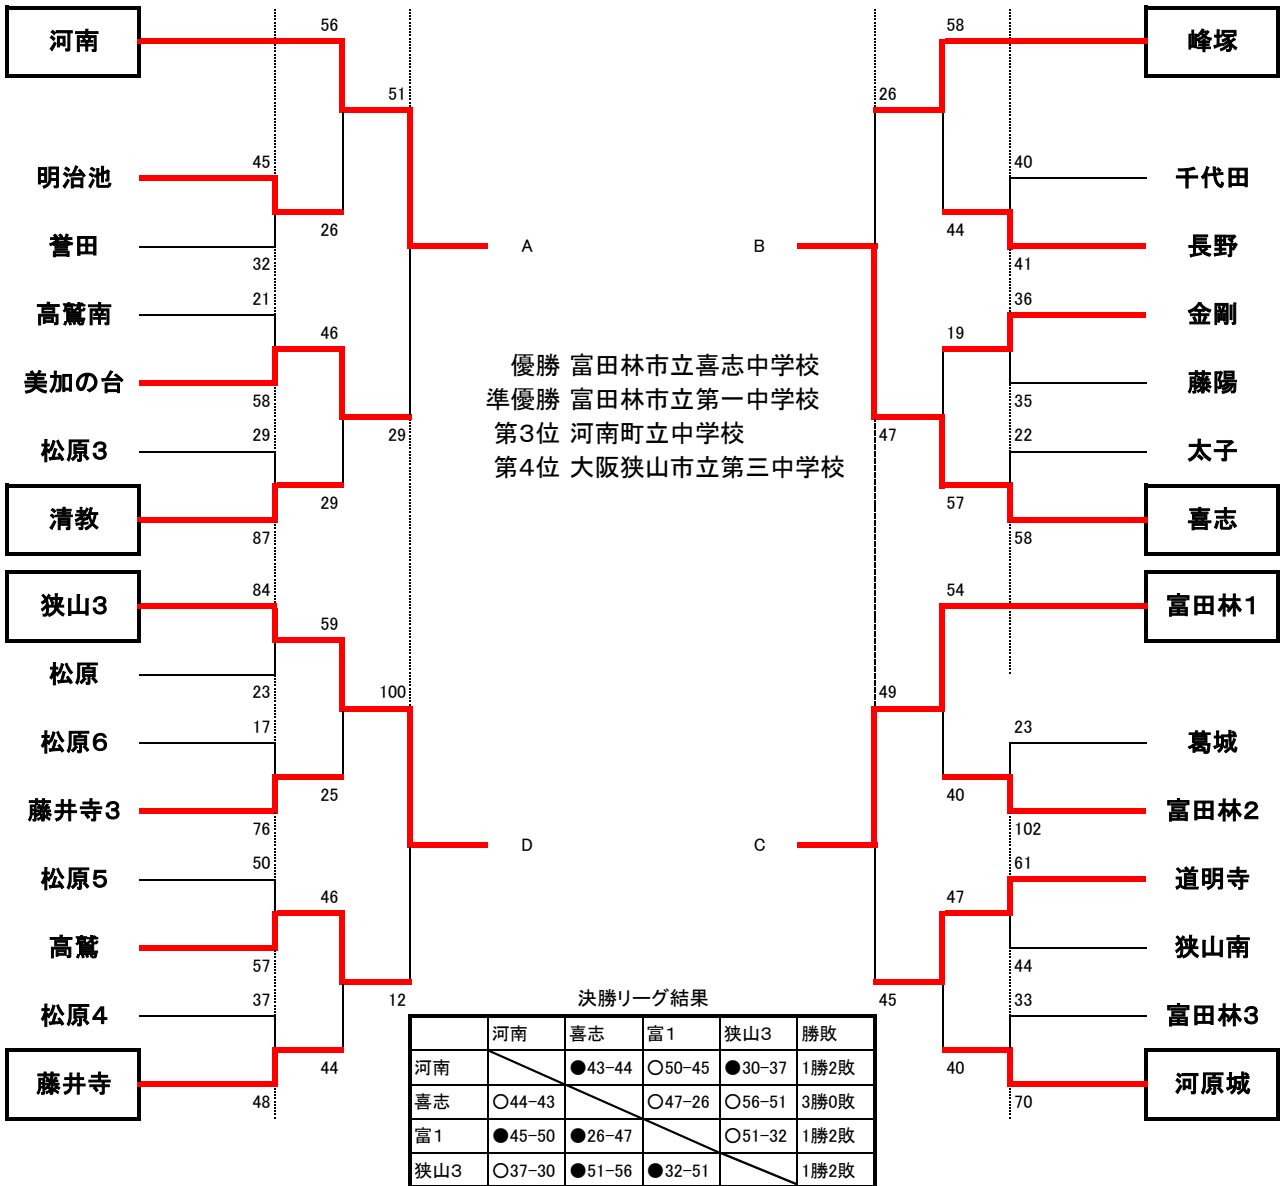 河南
56
58
峰塚
51
26
明治池
45
40
千代田
誉田
26
44
長野
32
41
A
B
高鷲南
21
36
金剛
46
19
美加の台
58
35
藤陽
優勝 富田林市立喜志中学校
準優勝 富田林市立第一中学校
第3位 河南町立中学校
第4位 大阪狭山市立第三中学校
松原3
29
29
47
22
太子
清教
29
57
喜志
87
58
狭山3
84
54
富田林1
59
松原
23
100
49
松原6
17
23
葛城
藤井寺3
25
40
富田林2
76
102
D
C
松原5
50
61
道明寺
46
47
高鷲
57
44
狭山南
松原4
37
12
45
33
富田林3
藤井寺
44
40
河原城
48
70
決勝リーグ結果
河南 喜志 富1 狭山3 勝敗
河南 ●43-44 ○50-45 ●30-37 1勝2敗
喜志 ○44-43 ○47-26 ○56-51 3勝0敗
富1 ●45-50 ●26-47 ○51-32 1勝2敗
狭山3 ○37-30 ●51-56 ●32-51 1勝2敗